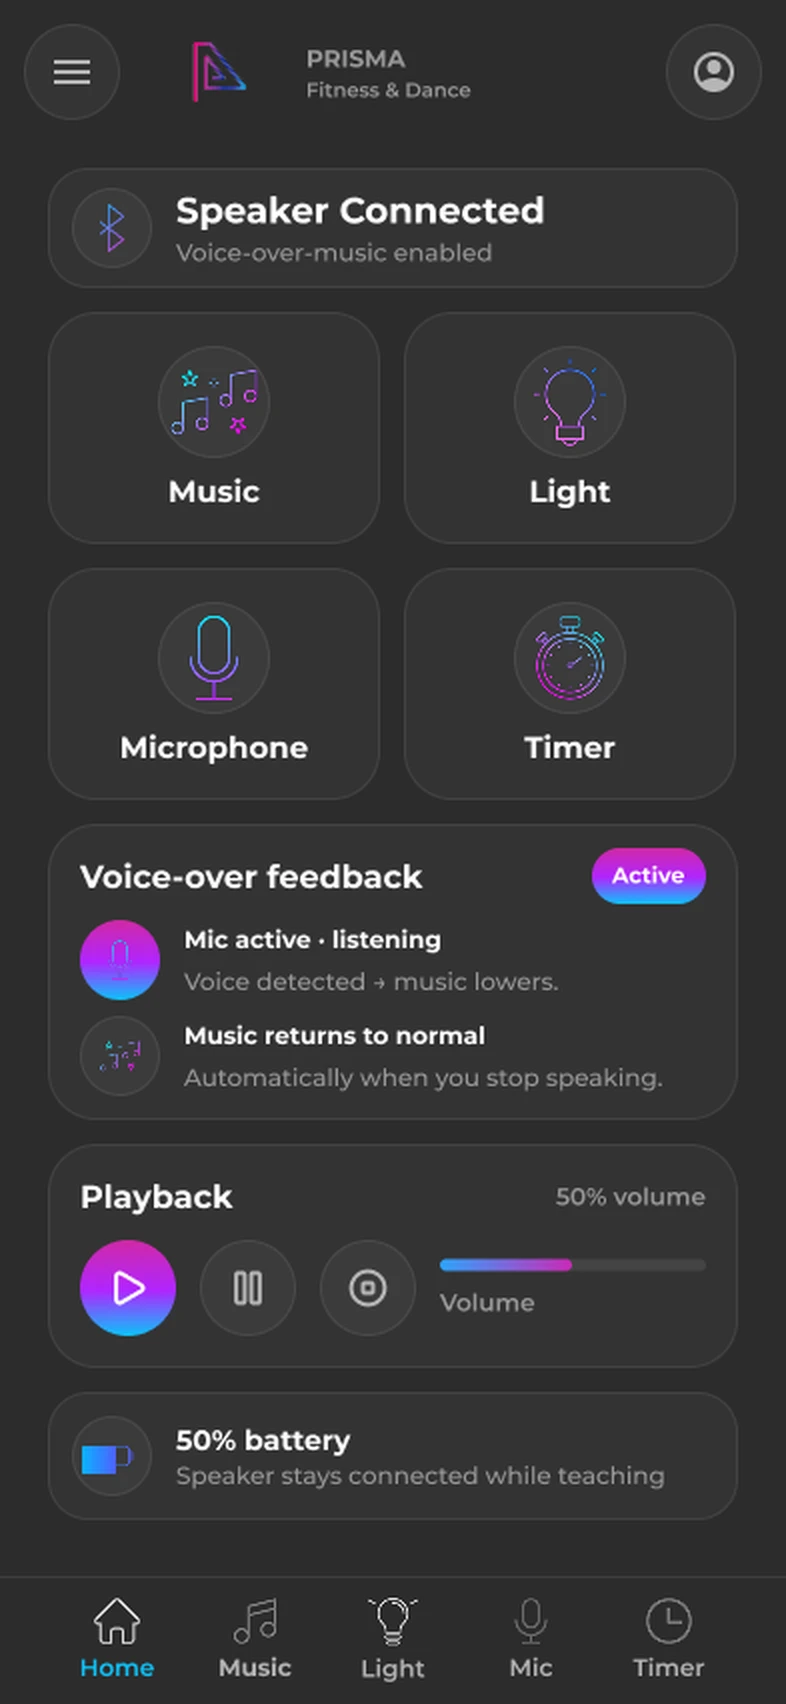 PRISMA
Fitness & Dance
Speaker Connected
Voice-over-music enabled
Music
Light
Microphone
Timer
Voice-over feedback
Active
Mic active · listening
Voice detected → music lowers.
Music returns to normal
Automatically when you stop speaking.
Playback
50% volume
Volume
50% battery
Speaker stays connected while teaching
Home
Music
Light
Mic
Timer